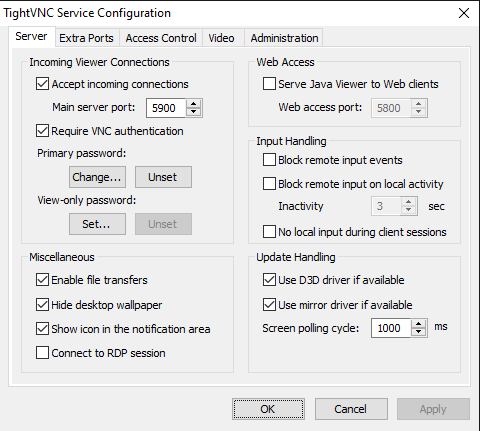 TightVNC Service Configuration
Server
Extra Ports
Access Control
Video
Administration
Incoming Viewer Connections
Accept incoming connections
Main server port: 5900
Require VNC authentication
Primary password:
Change... Unset
View-only password:
Set... Unset
Web Access
Serve Java Viewer to Web clients
Web access port: 5800
Input Handling
Block remote input events
Block remote input on local activity
Inactivity 3 sec
No local input during client sessions
Miscellaneous
Enable file transfers
Hide desktop wallpaper
Show icon in the notification area
Connect to RDP session
Update Handling
Use D3D driver if available
Use mirror driver if available
Screen polling cycle: 1000 ms
OK Cancel Apply